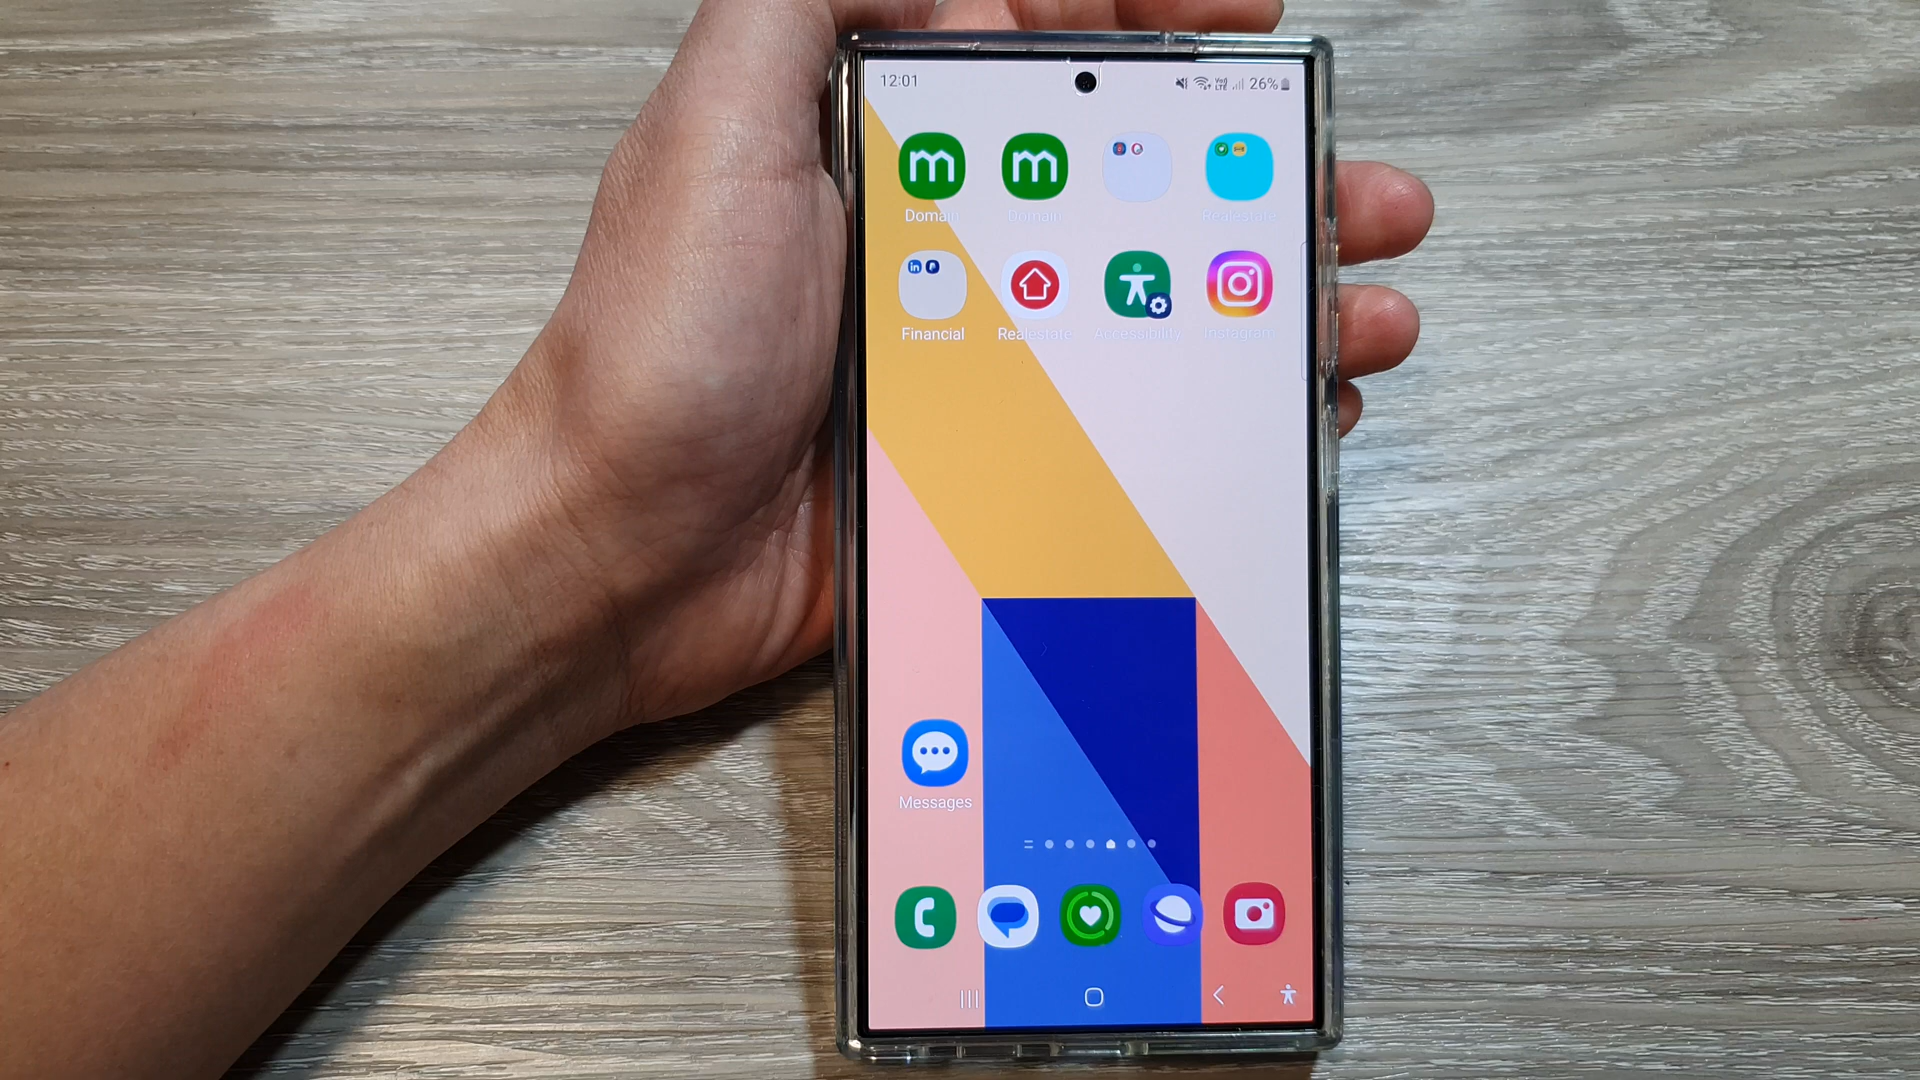 12:01
26%
Domain
Domain
Realestate
Financial
Realestate
Accessibility
Instagram
Messages